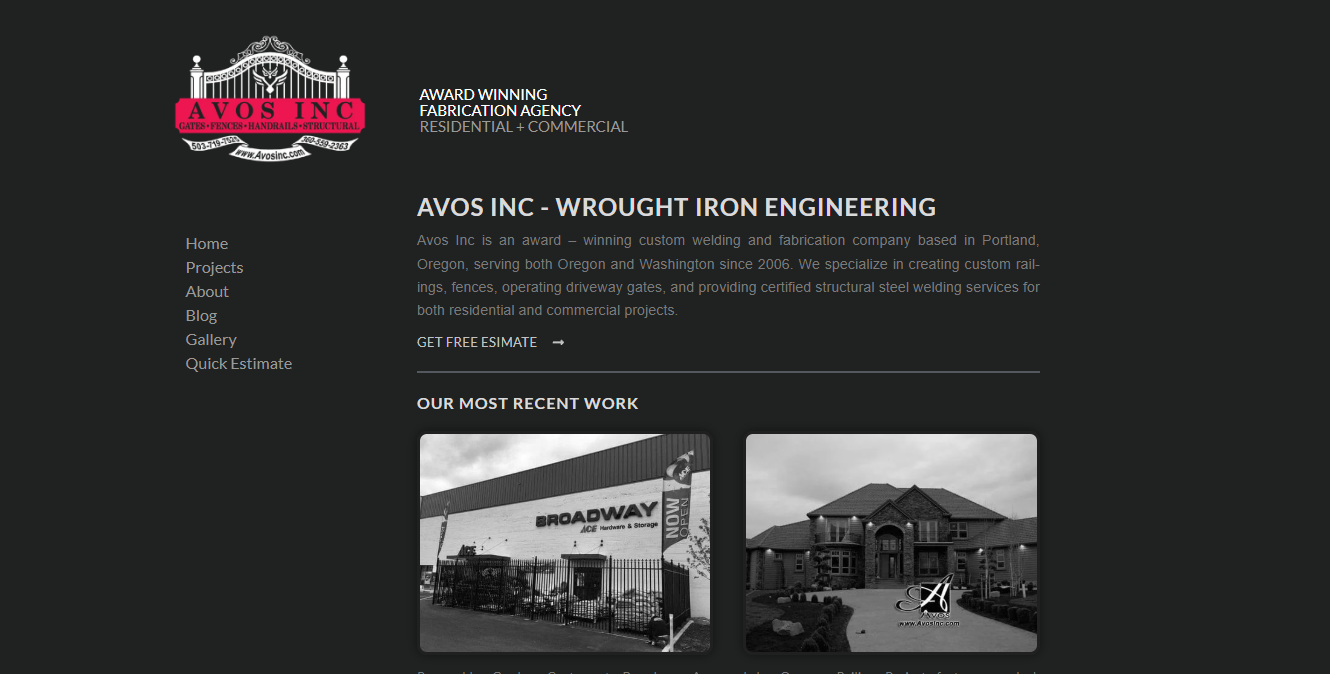 AVOS INC
GATES • FENCES • HANDRAILS • STRUCTURAL
503-719-7521
360-559-2363
www.AvosInc.com
AWARD WINNING
FABRICATION AGENCY
RESIDENTIAL + COMMERCIAL
AVOS INC - WROUGHT IRON ENGINEERING
Home
Projects
About
Blog
Gallery
Quick Estimate
Avos Inc is an award – winning custom welding and fabrication company based in Portland,
Oregon, serving both Oregon and Washington since 2006. We specialize in creating custom rail-
ings, fences, operating driveway gates, and providing certified structural steel welding services for
both residential and commercial projects.
GET FREE ESIMATE
OUR MOST RECENT WORK
BROADWAY
ACE Hardware & Storage
ACE
NOW
OPEN
ACE
A
Avos
www.AvosInc.com